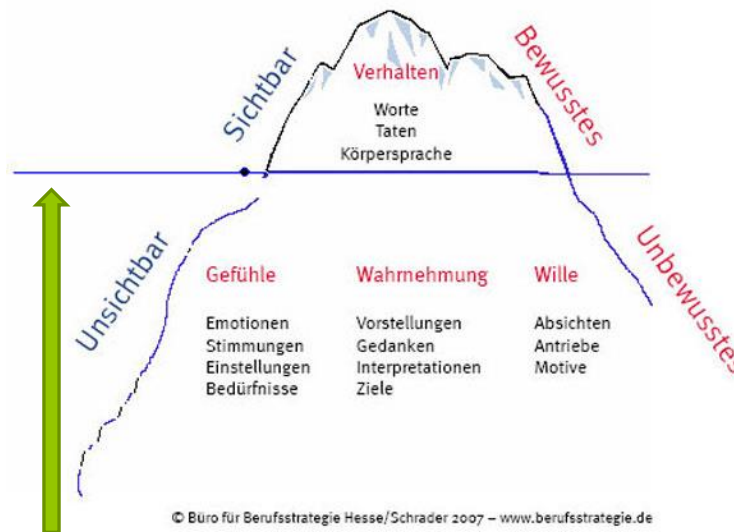 Sichtbar
Bewusstes
Verhalten
Worte
Taten
Körpersprache
Unsichtbar
Unbewusstes
Gefühle
Emotionen
Stimmungen
Einstellungen
Bedürfnisse
Wahrnehmung
Vorstellungen
Gedanken
Interpretationen
Ziele
Wille
Absichten
Antriebe
Motive
© Büro für Berufsstrategie Hesse/Schrader 2007 – www.berufsstrategie.de